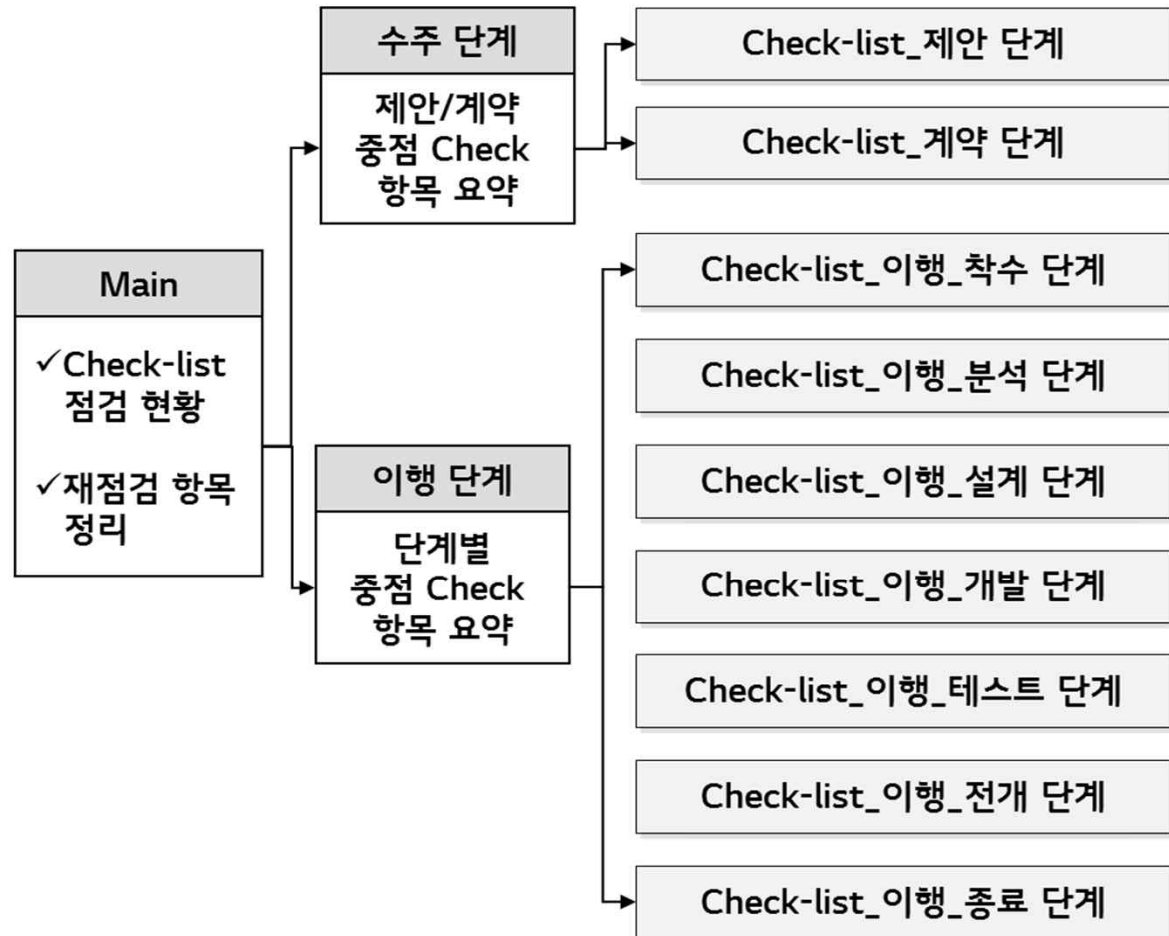 수주 단계
제안/계약
중점 Check
항목 요약
Check-list_제안 단계
Check-list_계약 단계
Main
✓Check-list
점검 현황
✓재점검 항목
정리
이행 단계
단계별
중점 Check
항목 요약
Check-list_이행_착수 단계
Check-list_이행_분석 단계
Check-list_이행_설계 단계
Check-list_이행_개발 단계
Check-list_이행_테스트 단계
Check-list_이행_전개 단계
Check-list_이행_종료 단계